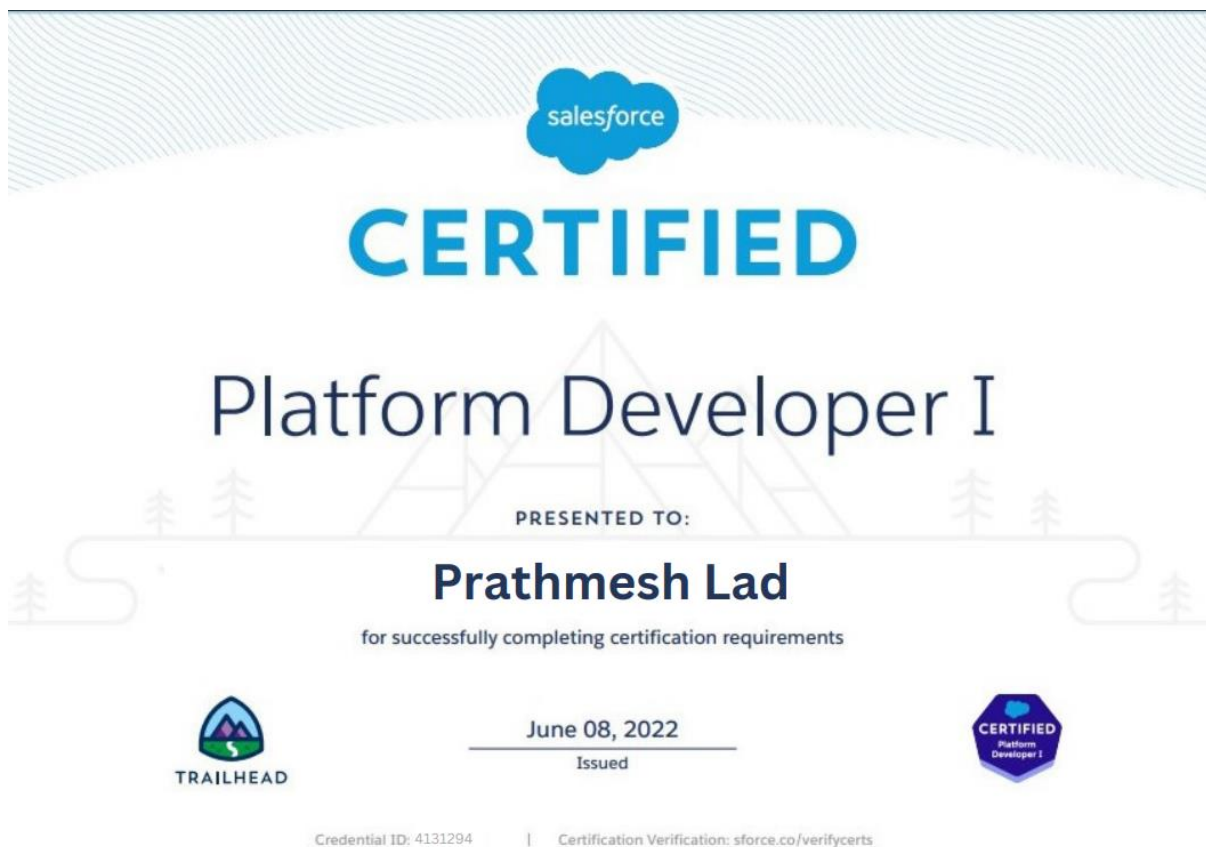 salesforce
CERTIFIED
Platform Developer I
PRESENTED TO:
Prathmesh Lad
for successfully completing certification requirements
TRAILHEAD
June 08, 2022
Issued
CERTIFIED
Platform
Developer I
Credential ID: 4131294 | Certification Verification: sforce.co/verifycerts